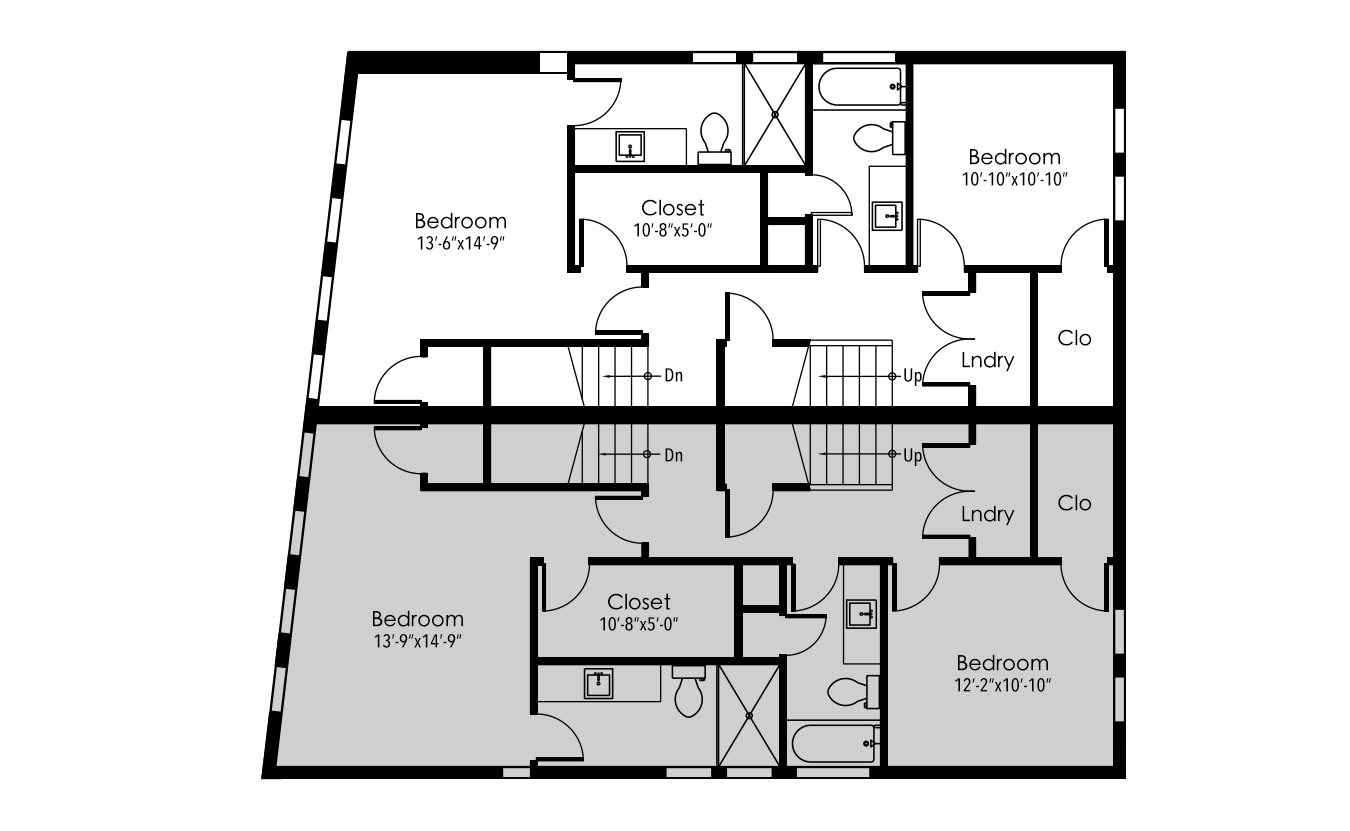 Bedroom
10'-10"x10'-10"
Closet
10'-8"x5'-0"
Bedroom
13'-6"x14'-9"
Clo
Lndry
Dn
Up
Dn
Up
Clo
Lndry
Closet
10'-8"x5'-0"
Bedroom
13'-9"x14'-9"
Bedroom
12'-2"x10'-10"